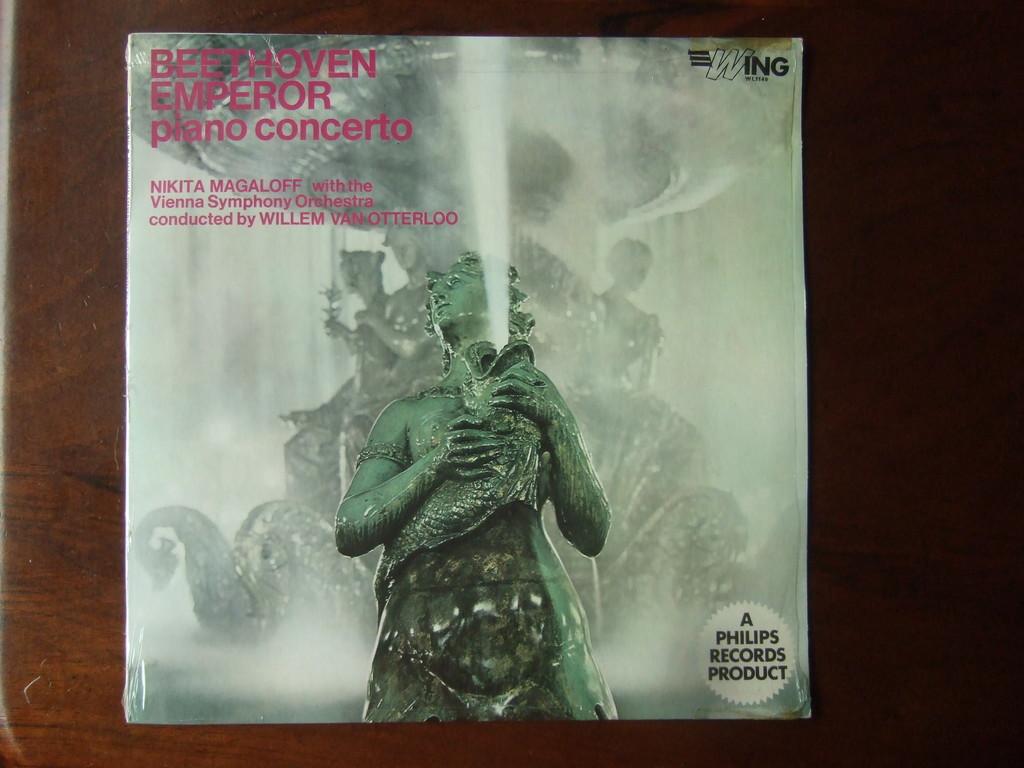 BEETHOVEN
EMPEROR
piano concerto
NIKITA MAGALOFF with the
Vienna Symphony Orchestra
conducted by WILLEM VAN OTTERLOO
WING
WL1140
A
PHILIPS
RECORDS
PRODUCT